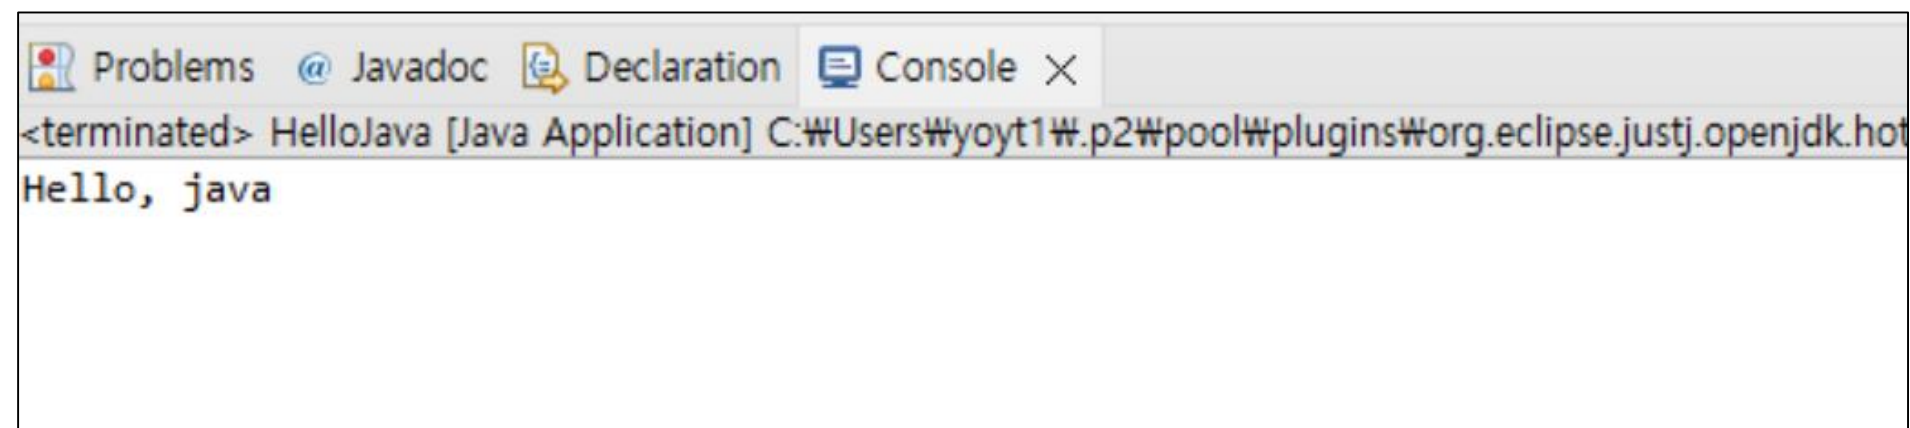 Problems @ Javadoc Declaration Console
<terminated> HelloJava [Java Application] C:₩Users₩yoyt1₩.p2₩pool₩plugins₩org.eclipse.justj.openjdk.hot
Hello, java